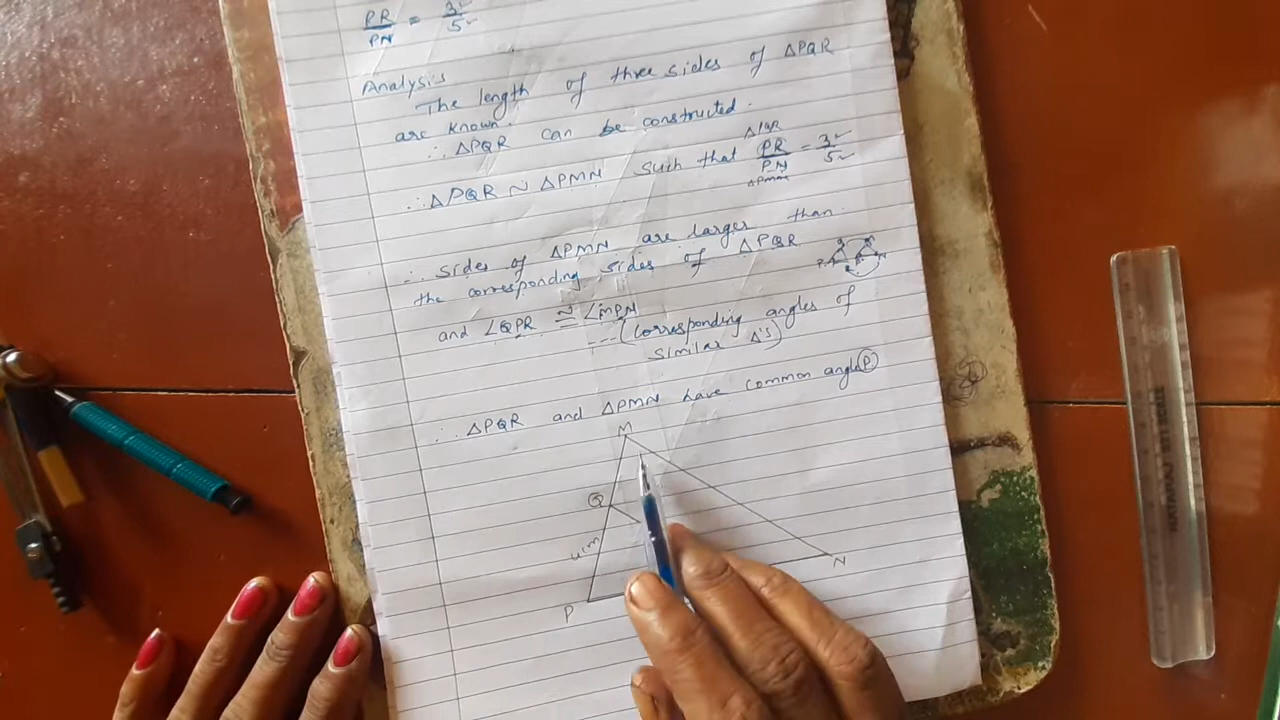 PR/PN = 3/5
Analysis
The length of three sides of ΔPQR
are known.
∴ ΔPQR can be constructed.
∴ ΔPQR ~ ΔPMN such that PR/PN = 3/5
∴ sides of ΔPMN are larger than
the corresponding sides of ΔPQR
and ∠QPR ≅ ∠MPN
---(Corresponding angles of
similar Δ's)
∴ ΔPQR and ΔPMN have common angle P
M
Q
4cm
N
P